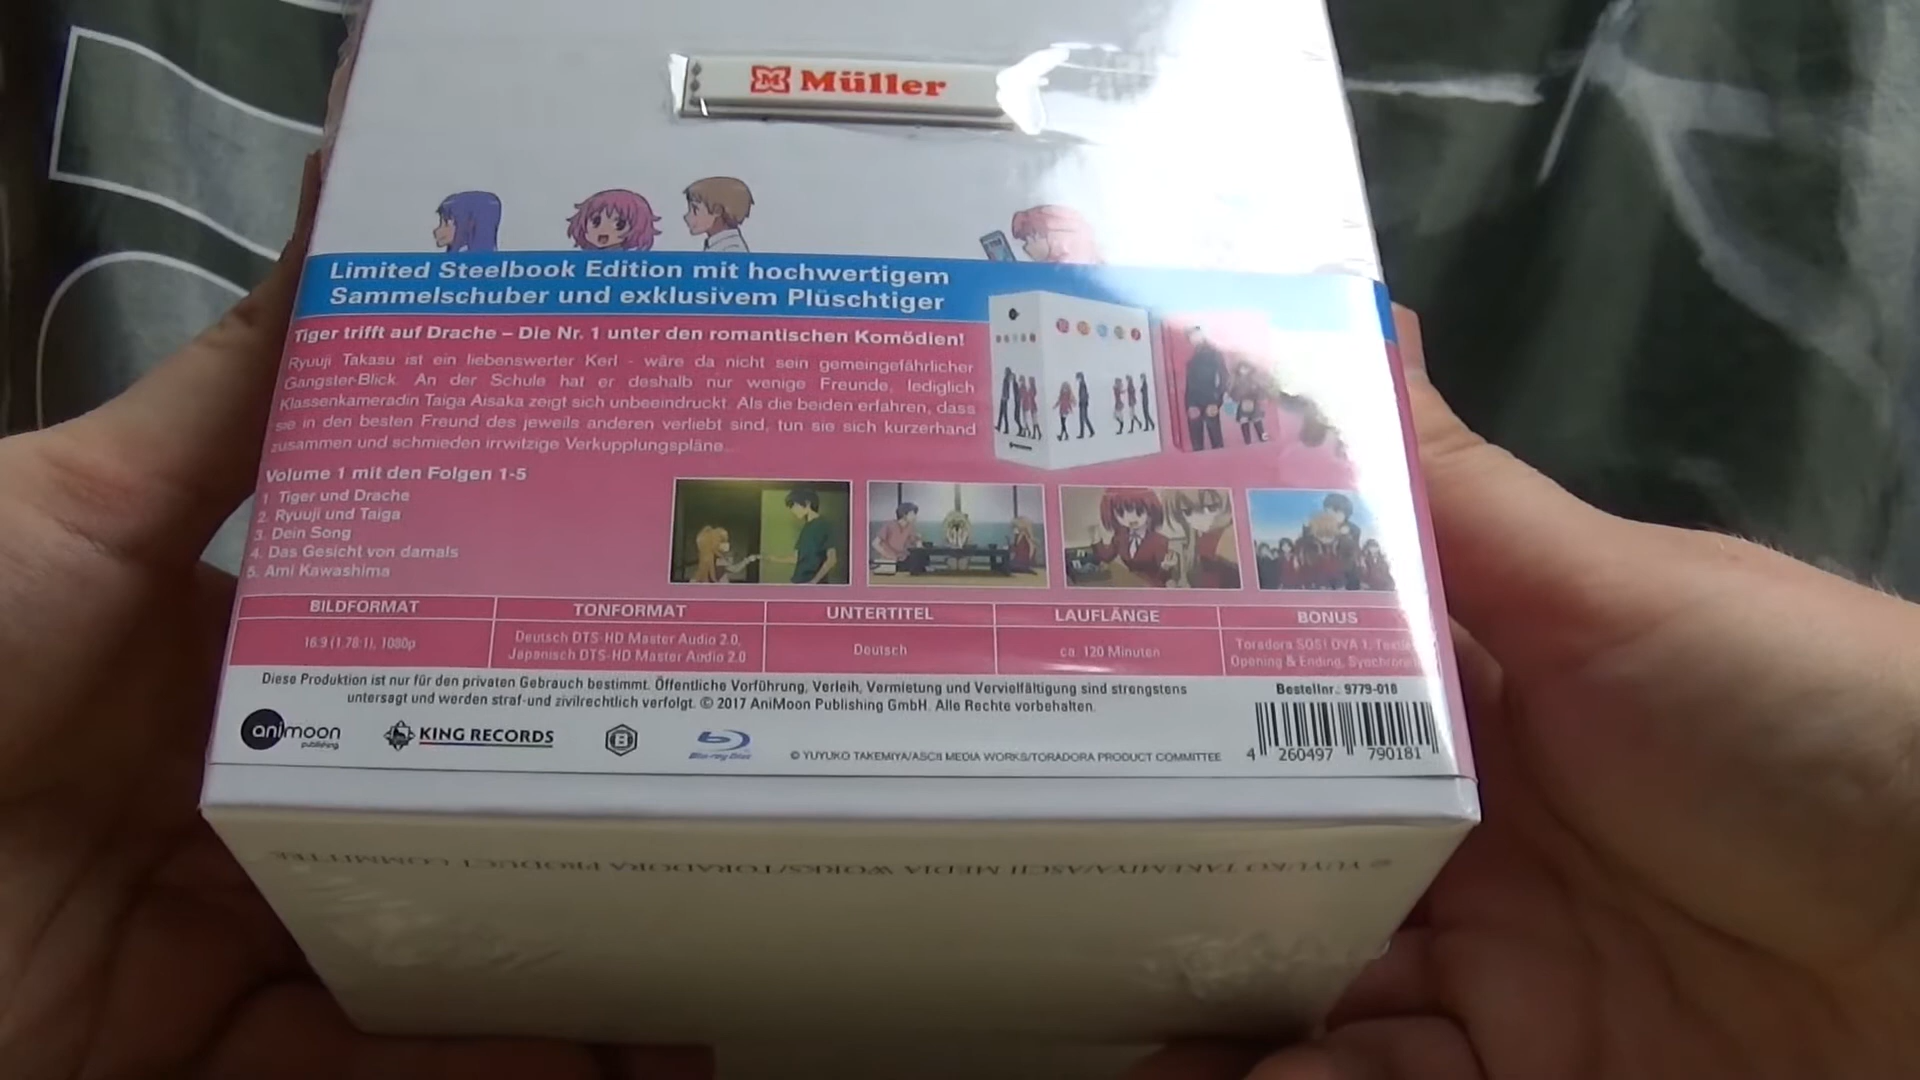 Müller
Limited Steelbook Edition mit hochwertigem
Sammelschuber und exklusivem Plüschtiger
Tiger trifft auf Drache – Die Nr. 1 unter den romantischen Komödien!
Ryuuji Takasu ist ein liebenswerter Kerl - wäre da nicht sein gemeingefährlicher
Gangster-Blick. An der Schule hat er deshalb nur wenige Freunde, lediglich
Klassenkameradin Taiga Aisaka zeigt sich unbeeindruckt. Als die beiden erfahren, dass
sie in den besten Freund des jeweils anderen verliebt sind, tun sie sich kurzerhand
zusammen und schmieden irrwitzige Verkupplungspläne...
Volume 1 mit den Folgen 1-5
1. Tiger und Drache
2. Ryuuji und Taiga
3. Dein Song
4. Das Gesicht von damals
5. Ami Kawashima
BILDFORMAT
16:9 (1.78:1), 1080p
TONFORMAT
Deutsch DTS-HD Master Audio 2.0,
Japanisch DTS-HD Master Audio 2.0
UNTERTITEL
Deutsch
LAUFLÄNGE
ca. 120 Minuten
BONUS
Toradora SOS! OVA 1,
Opening & Ending,
Diese Produktion ist nur für den privaten Gebrauch bestimmt. Öffentliche Vorführung, Verleih, Vermietung und Vervielfältigung sind strengstens
untersagt und werden straf-und zivilrechtlich verfolgt. © 2017 AniMoon Publishing GmbH. Alle Rechte vorbehalten.
Bestellnr.: 9779-018
animoon
publishing
KING RECORDS
B
Blu-ray Disc
© YUYUKO TAKEMIYA/ASCII MEDIA WORKS/TORADORA PRODUCT COMMITTEE
4 260497 790181
© YUYUKO TAKEMIYA/ASCII MEDIA WORKS/TORADORA PRODUCT COMMITTEE